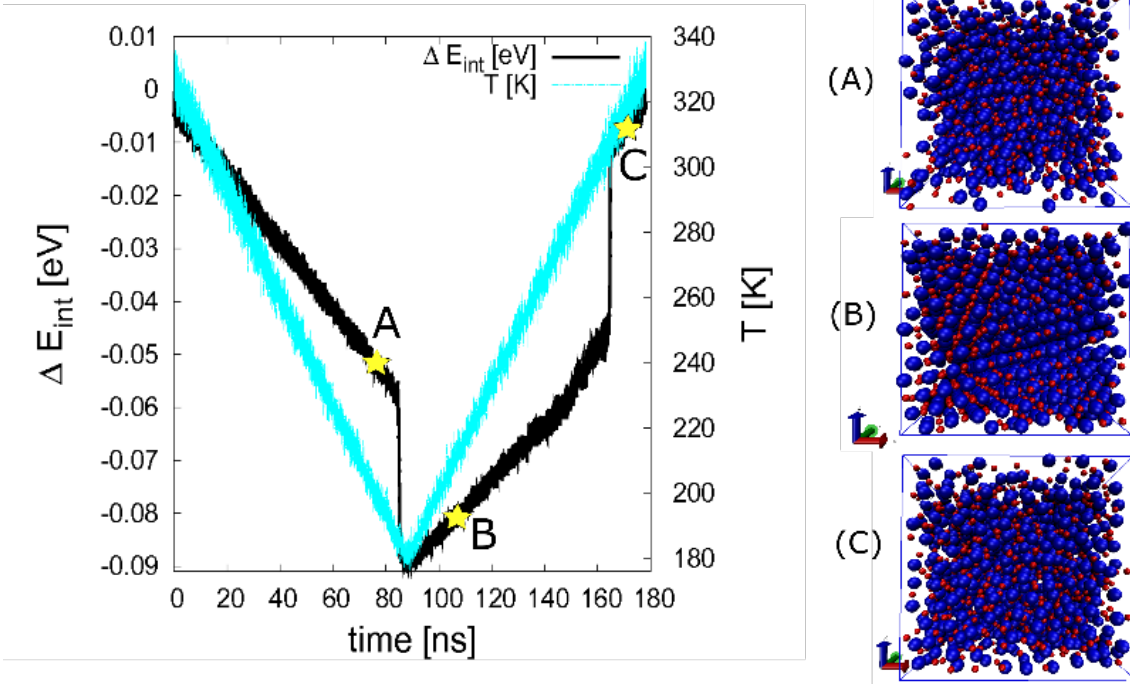 0.01
0
-0.01
-0.02
-0.03
-0.04
-0.05
-0.06
-0.07
-0.08
-0.09
Δ E_int [eV]
Δ E_int [eV]
T [K]
A
B
C
340
320
300
280
260
240
220
200
180
T [K]
0 20 40 60 80 100 120 140 160 180
time [ns]
(A)
(B)
(C)